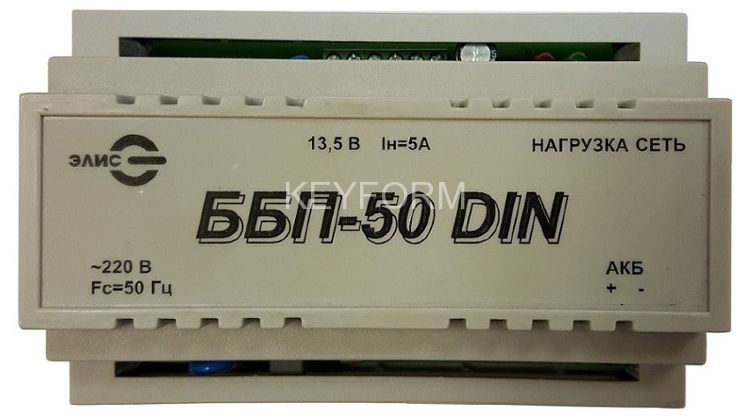 ЭЛИС
13,5 В Iн=5А
НАГРУЗКА СЕТЬ
KEYFORM
ББП-50 DIN
~220 В
Fc=50 Гц
АКБ
+ -